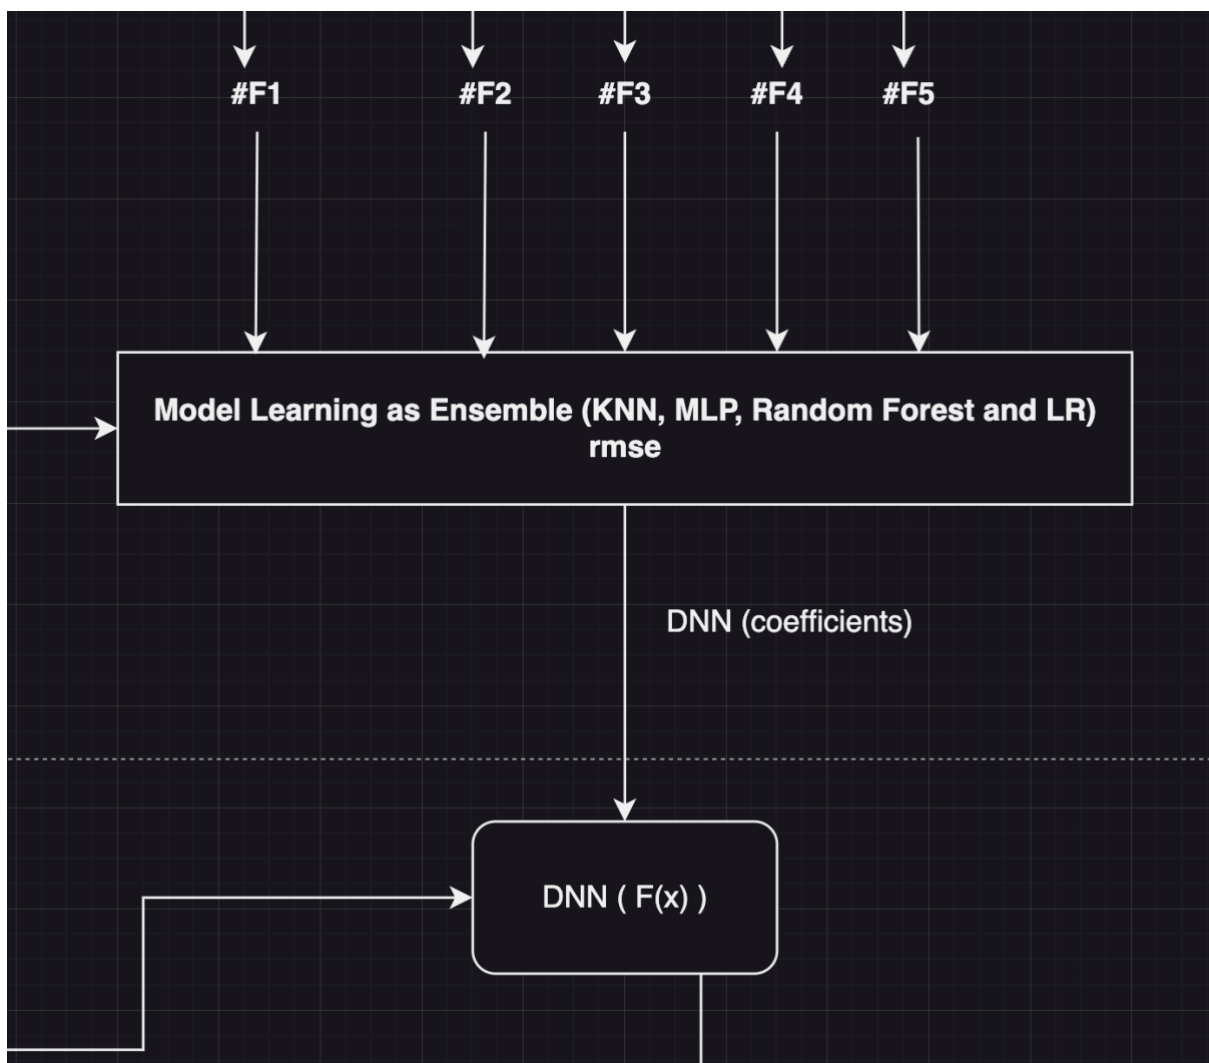 #F1 #F2 #F3 #F4 #F5
Model Learning as Ensemble (KNN, MLP, Random Forest and LR)
rmse
DNN (coefficients)
DNN ( F(x) )